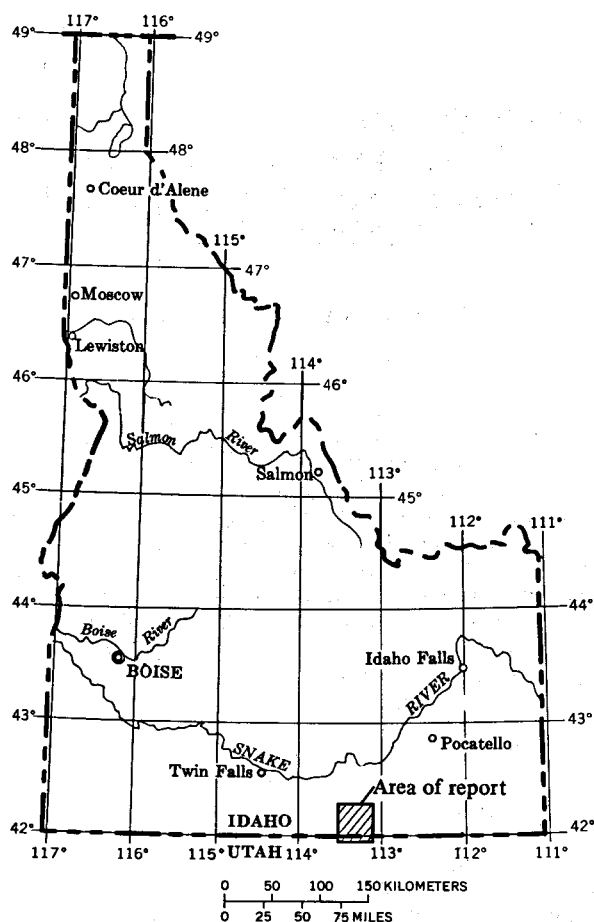 117° 116°
49° 49°
48° 48°
Coeur d'Alene
115°
47° 47°
Moscow
Lewiston
114°
46° 46°
Salmon River
Salmon
113°
45° 45°
112° 111°
44° 44°
Boise River
Idaho Falls
BOISE
RIVER
43° 43°
Pocatello
SNAKE
Twin Falls
Area of report
IDAHO
42° 42°
UTAH
117° 116° 115° 114° 113° 112° 111°
0 50 100 150 KILOMETERS
0 25 50 75 MILES